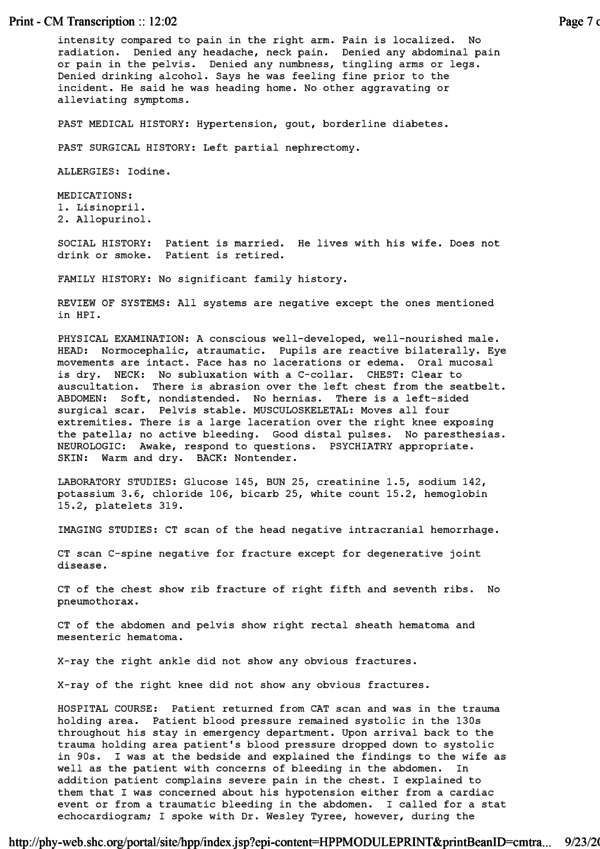 Print - CM Transcription :: 12:02
Page 7 o
intensity compared to pain in the right arm. Pain is localized. No
radiation. Denied any headache, neck pain. Denied any abdominal pain
or pain in the pelvis. Denied any numbness, tingling arms or legs.
Denied drinking alcohol. Says he was feeling fine prior to the
incident. He said he was heading home. No other aggravating or
alleviating symptoms.
PAST MEDICAL HISTORY: Hypertension, gout, borderline diabetes.
PAST SURGICAL HISTORY: Left partial nephrectomy.
ALLERGIES: Iodine.
MEDICATIONS:
1. Lisinopril.
2. Allopurinol.
SOCIAL HISTORY: Patient is married. He lives with his wife. Does not
drink or smoke. Patient is retired.
FAMILY HISTORY: No significant family history.
REVIEW OF SYSTEMS: All systems are negative except the ones mentioned
in HPI.
PHYSICAL EXAMINATION: A conscious well-developed, well-nourished male.
HEAD: Normocephalic, atraumatic. Pupils are reactive bilaterally. Eye
movements are intact. Face has no lacerations or edema. Oral mucosal
is dry. NECK: No subluxation with a C-collar. CHEST: Clear to
auscultation. There is abrasion over the left chest from the seatbelt.
ABDOMEN: Soft, nondistended. No hernias. There is a left-sided
surgical scar. Pelvis stable. MUSCULOSKELETAL: Moves all four
extremities. There is a large laceration over the right knee exposing
the patella; no active bleeding. Good distal pulses. No paresthesias.
NEUROLOGIC: Awake, respond to questions. PSYCHIATRY appropriate.
SKIN: Warm and dry. BACK: Nontender.
LABORATORY STUDIES: Glucose 145, BUN 25, creatinine 1.5, sodium 142,
potassium 3.6, chloride 106, bicarb 25, white count 15.2, hemoglobin
15.2, platelets 319.
IMAGING STUDIES: CT scan of the head negative intracranial hemorrhage.
CT scan C-spine negative for fracture except for degenerative joint
disease.
CT of the chest show rib fracture of right fifth and seventh ribs. No
pneumothorax.
CT of the abdomen and pelvis show right rectal sheath hematoma and
mesenteric hematoma.
X-ray the right ankle did not show any obvious fractures.
X-ray of the right knee did not show any obvious fractures.
HOSPITAL COURSE: Patient returned from CAT scan and was in the trauma
holding area. Patient blood pressure remained systolic in the 130s
throughout his stay in emergency department. Upon arrival back to the
trauma holding area patient's blood pressure dropped down to systolic
in 90s. I was at the bedside and explained the findings to the wife as
well as the patient with concerns of bleeding in the abdomen. In
addition patient complains severe pain in the chest. I explained to
them that I was concerned about his hypotension either from a cardiac
event or from a traumatic bleeding in the abdomen. I called for a stat
echocardiogram; I spoke with Dr. Wesley Tyree, however, during the
http://phy-web.shc.org/portal/site/hpp/index.jsp?epi-content=HPPMODULEPRINT&printBeanID=cmtra...
9/23/20